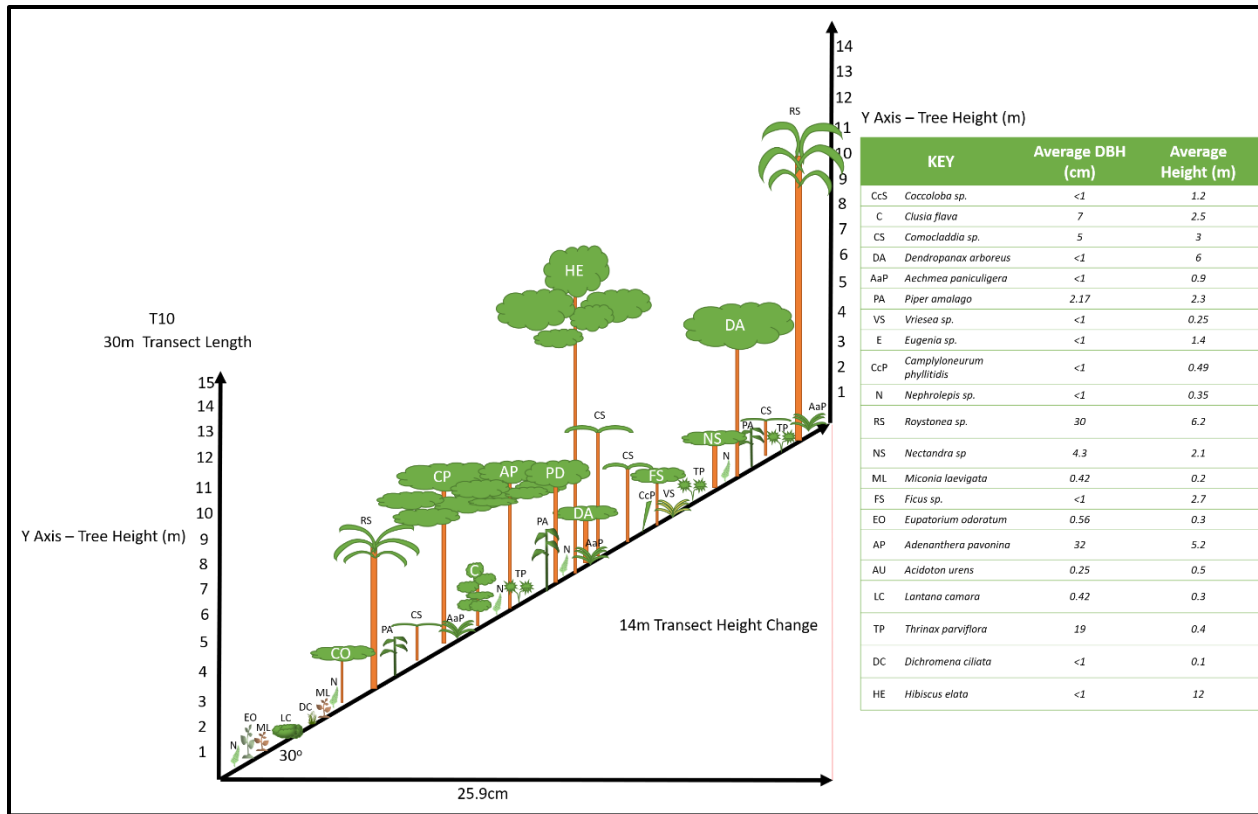 14
13
12
11
10
9
8
7
6
5
4
3
2
1
RS
Y Axis – Tree Height (m)
KEY Average DBH (cm) Average Height (m)
CcS Coccoloba sp. <1 1.2
C Clusia flava 7 2.5
CS Comocladdia sp. 5 3
DA Dendropanax arboreus <1 6
AaP Aechmea paniculigera <1 0.9
PA Piper amalago 2.17 2.3
VS Vriesea sp. <1 0.25
E Eugenia sp. <1 1.4
CcP Camplyloneurum phyllitidis <1 0.49
N Nephrolepis sp. <1 0.35
RS Roystonea sp. 30 6.2
NS Nectandra sp 4.3 2.1
ML Miconia laevigata 0.42 0.2
FS Ficus sp. <1 2.7
EO Eupatorium odoratum 0.56 0.3
AP Adenanthera pavonina 32 5.2
AU Acidoton urens 0.25 0.5
LC Lantana camara 0.42 0.3
TP Thrinax parviflora 19 0.4
DC Dichromena ciliata <1 0.1
HE Hibiscus elata <1 12
T10
30m Transect Length
15
14
13
12
11
10
9
8
7
6
5
4
3
2
1
Y Axis – Tree Height (m)
N
EO
ML
LC
DC
ML
N
CO
RS
PA
CS
CP
AaP
C
N
AP
TP
PA
PD
N
HE
DA
AaP
CS
CS
CcP
FS
VS
TP
NS
N
DA
PA
CS
TP
AaP
30º
14m Transect Height Change
25.9cm